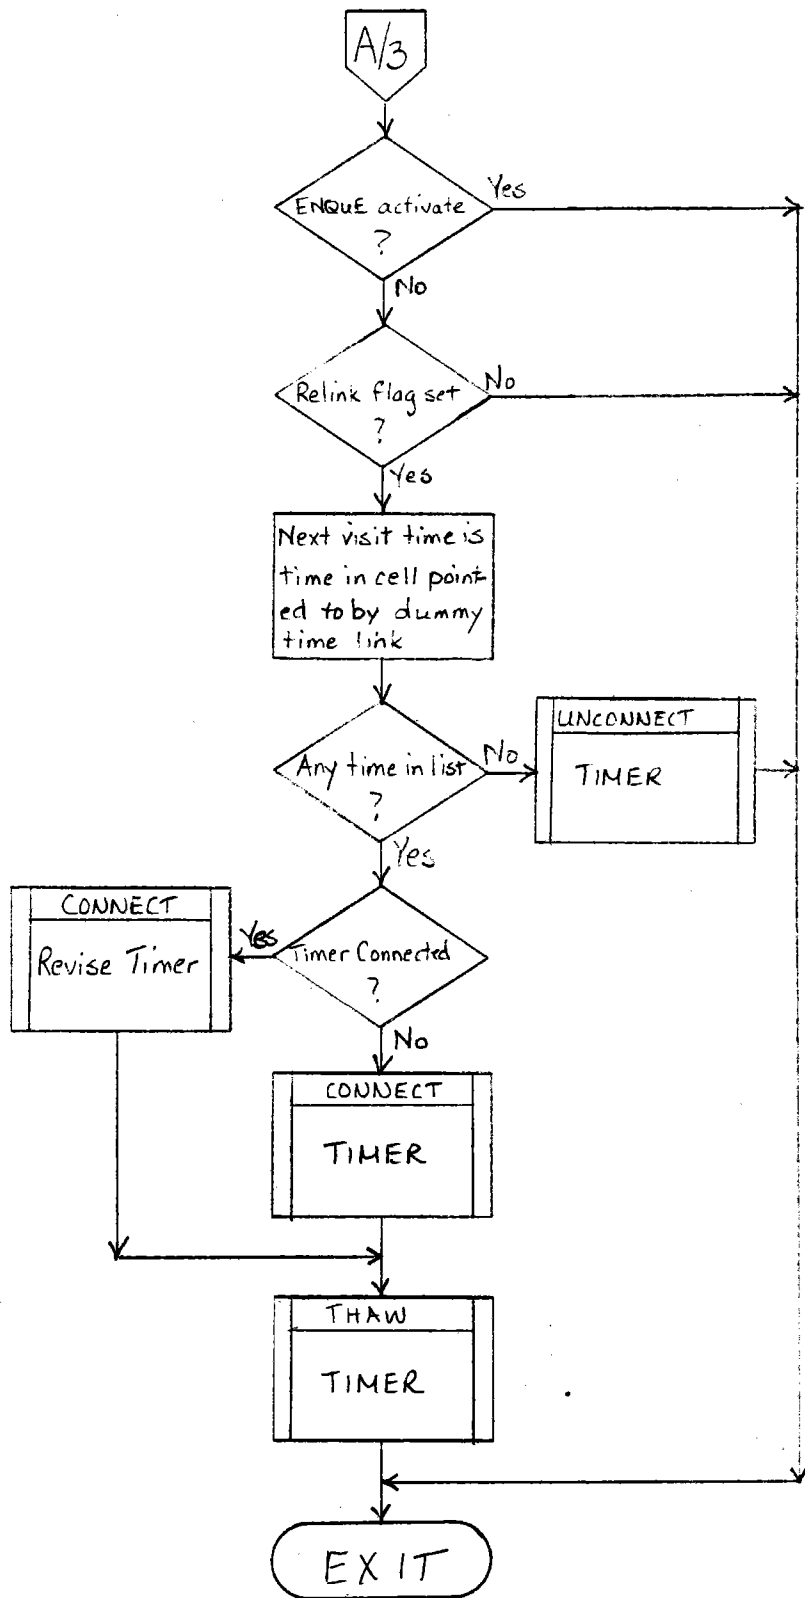 A/3
ENQUE activate
?
Yes
No
Relink flag set
?
No
Yes
Next visit time is
time in cell point-
ed to by dummy
time link
Any time in list
?
No
UNCONNECT
TIMER
Yes
CONNECT
Revise Timer
Yes
Timer Connected
?
No
CONNECT
TIMER
THAW
TIMER
EXIT